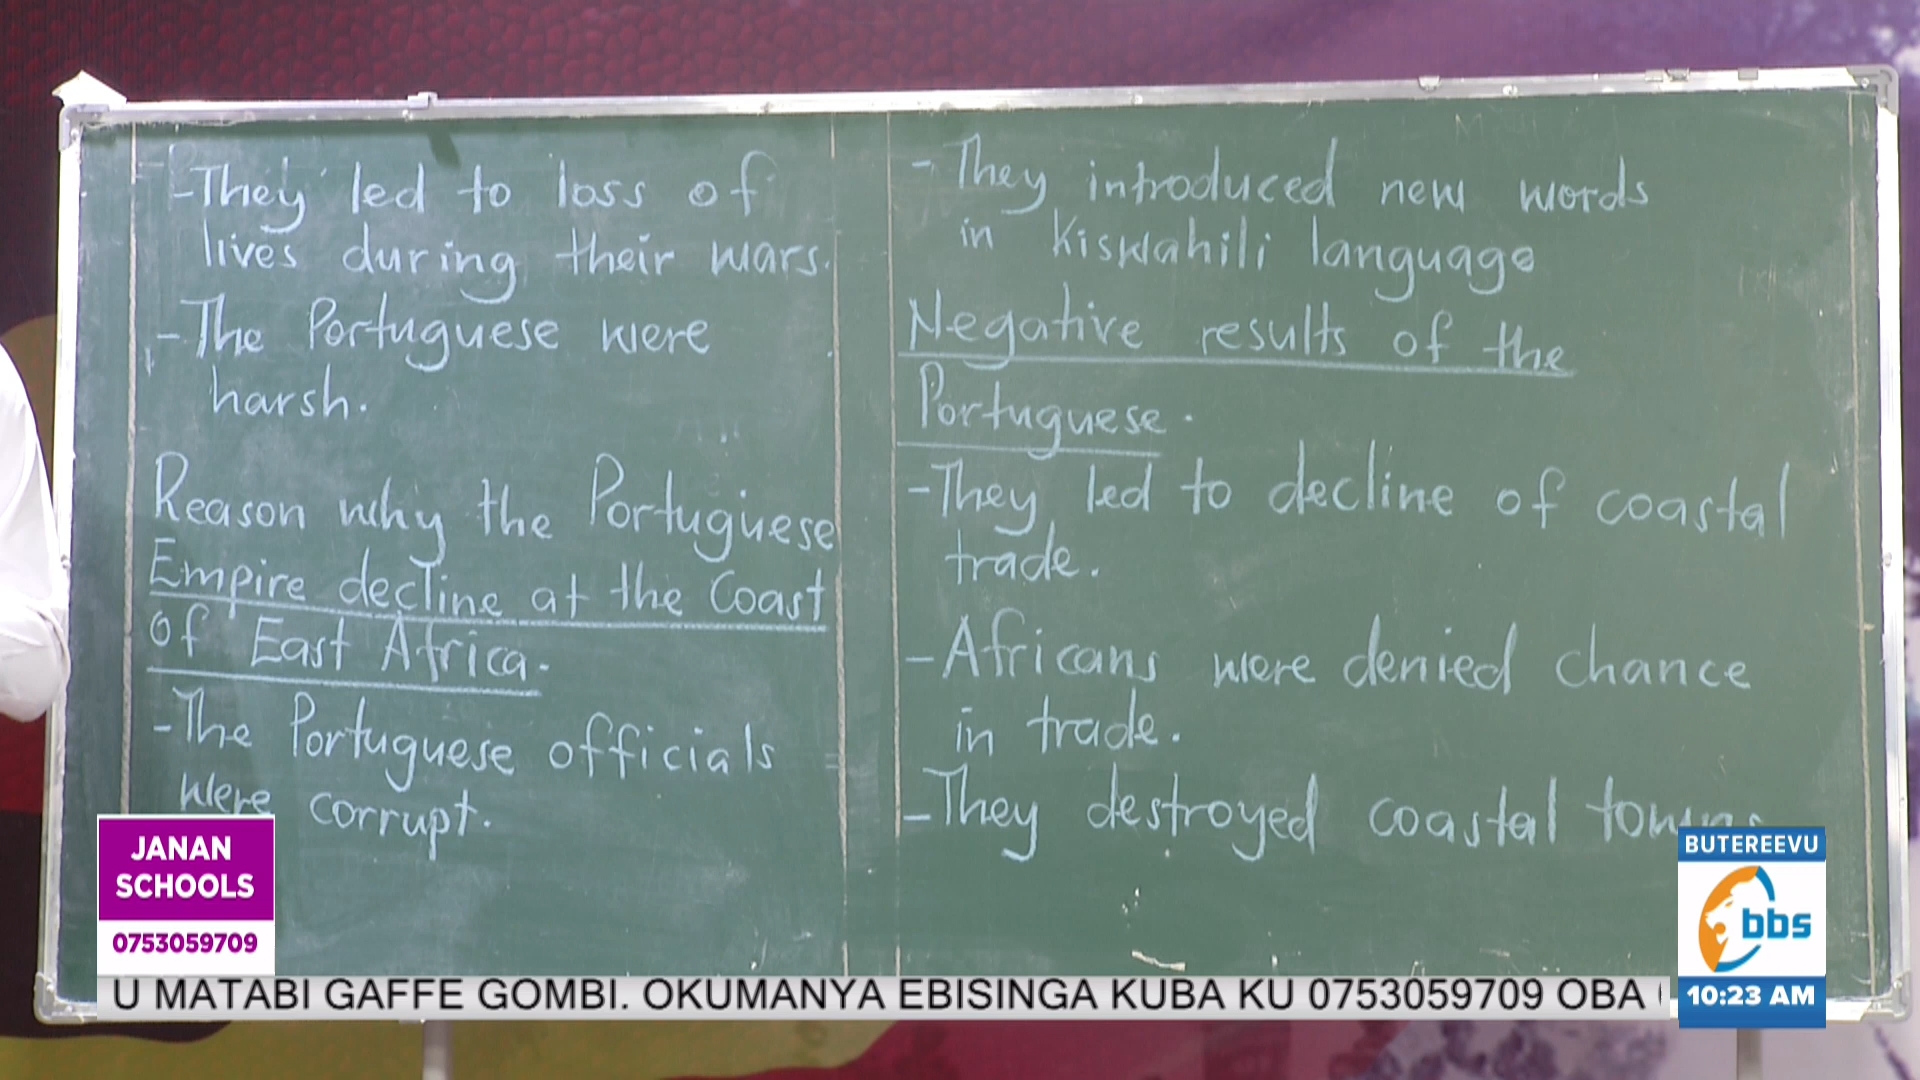 -They led to loss of
lives during their wars.
-The Portuguese were
harsh.
Reason why the Portuguese
Empire decline at the Coast
of East Africa.
-The Portuguese officials
were corrupt.
-They introduced new words
in Kiswahili language
Negative results of the
Portuguese.
-They led to decline of coastal
trade.
-Africans were denied chance
in trade.
-They destroyed coastal towns
JANAN
SCHOOLS
0753059709
BUTEREEVU
bbs
10:23 AM
U MATABI GAFFE GOMBI. OKUMANYA EBISINGA KUBA KU 0753059709 OBA